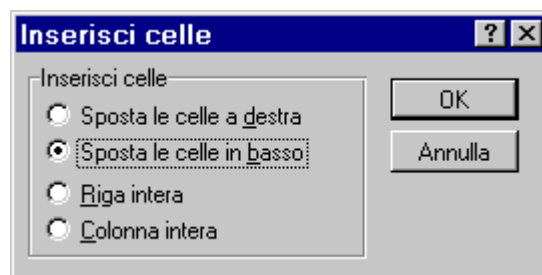 Inserisci celle
Inserisci celle
Sposta le celle a destra
Sposta le celle in basso
Riga intera
Colonna intera
OK
Annulla